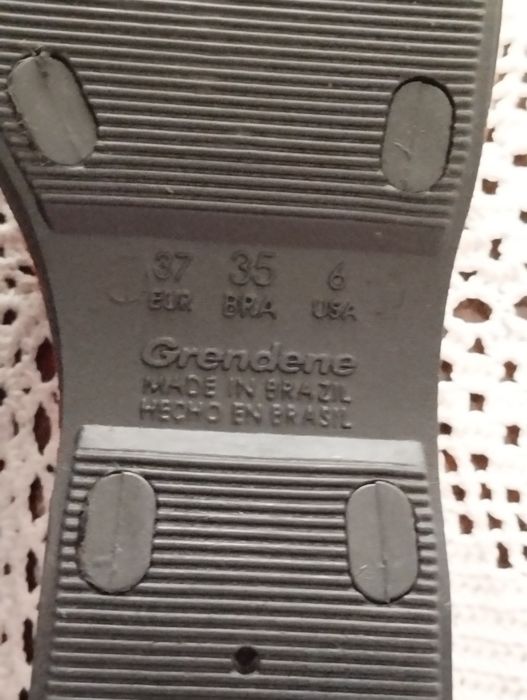 37 35 6
EUR BRA USA
Grendene
MADE IN BRAZIL
HECHO EN BRASIL